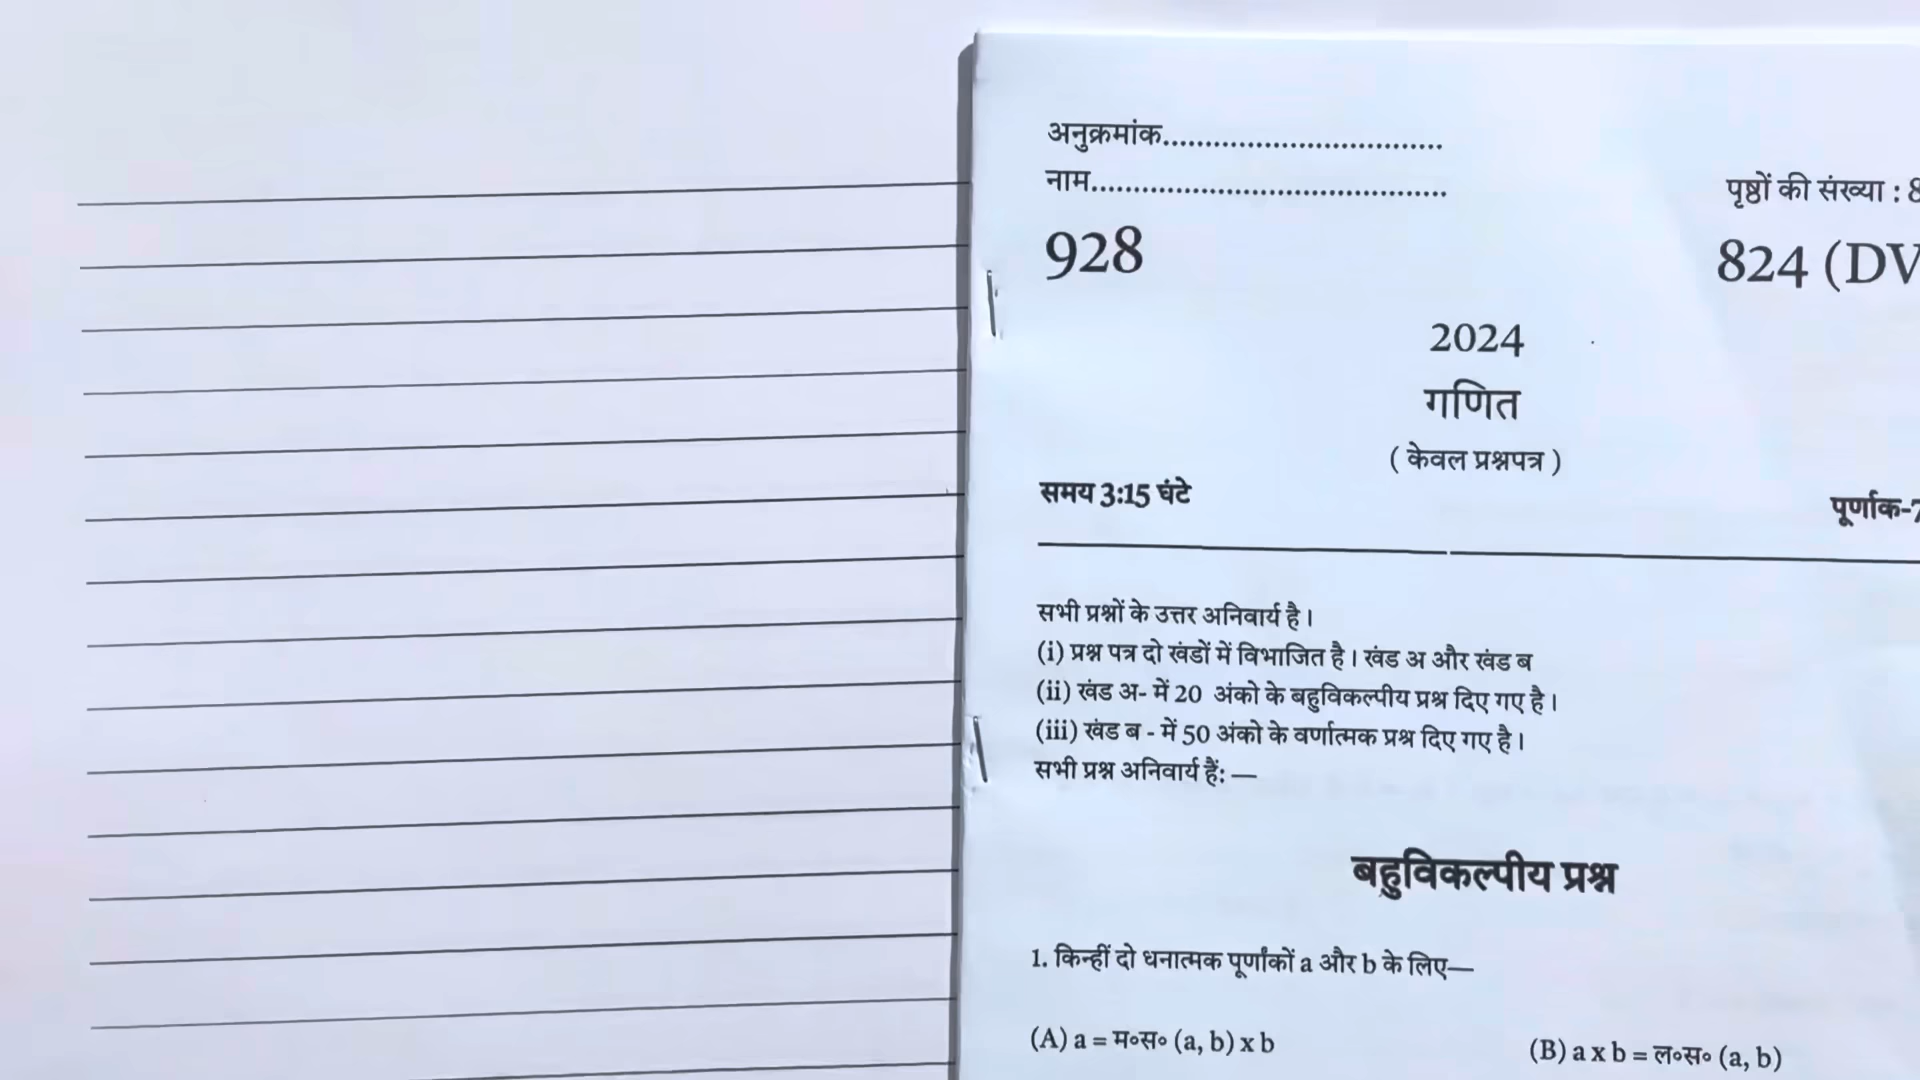 अनुक्रमांक.................................
नाम..........................................
पृष्ठों की संख्या : 8
928
824 (DV
2024
गणित
( केवल प्रश्नपत्र )
समय 3:15 घंटे
पूर्णांक-7
सभी प्रश्नों के उत्तर अनिवार्य है।
(i) प्रश्न पत्र दो खंडों में विभाजित है। खंड अ और खंड ब
(ii) खंड अ- में 20 अंको के बहुविकल्पीय प्रश्न दिए गए है।
(iii) खंड ब - में 50 अंको के वर्णात्मक प्रश्न दिए गए है।
सभी प्रश्न अनिवार्य हैं: —
बहुविकल्पीय प्रश्न
1. किन्हीं दो धनात्मक पूर्णांकों a और b के लिए—
(A) a = म०स० (a, b) x b
(B) a x b = ल०स० (a, b)